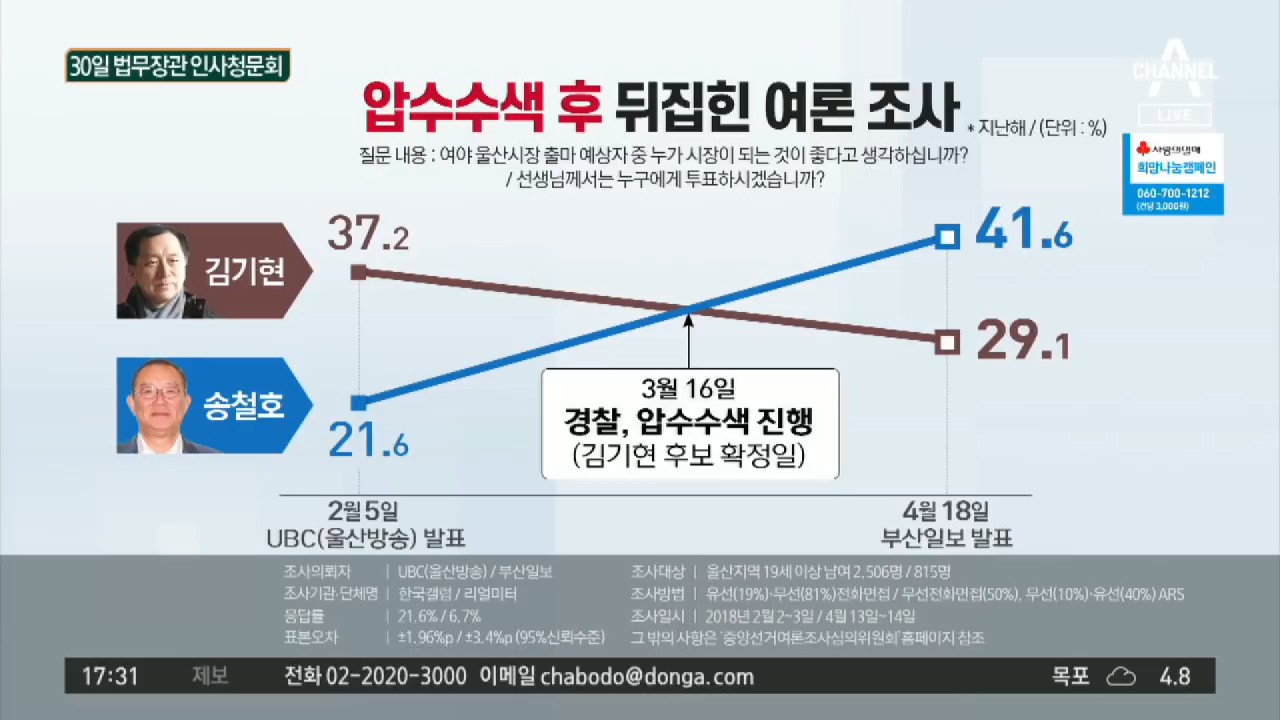 30일 법무장관 인사청문회
CHANNEL
LIVE
압수수색 후 뒤집힌 여론 조사
* 지난해 / (단위 : %)
질문 내용 : 여야 울산시장 출마 예상자 중 누가 시장이 되는 것이 좋다고 생각하십니까?
/ 선생님께서는 누구에게 투표하시겠습니까?
사랑의열매
희망나눔캠페인
060-700-1212
(건당 3,000원)
김기현
37.2
41.6
29.1
송철호
21.6
3월 16일
경찰, 압수수색 진행
(김기현 후보 확정일)
2월 5일
UBC(울산방송) 발표
4월 18일
부산일보 발표
조사의뢰자 | UBC(울산방송) / 부산일보
조사기관·단체명 | 한국갤럽 / 리얼미터
응답률 | 21.6% / 6.7%
표본오차 | ±1.96%p / ±3.4%p (95%신뢰수준)
조사대상 | 울산지역 19세 이상 남여 2,506명 / 815명
조사방법 | 유선(19%)·무선(81%)전화면접 / 무선전화면접(50%), 무선(10%)·유선(40%) ARS
조사일시 | 2018년 2월 2~3일 / 4월 13일~14일
그 밖의 사항은 '중앙선거여론조사심의위원회' 홈페이지 참조
17:31 제보 전화 02-2020-3000 이메일 chabodo@donga.com 목포 4.8